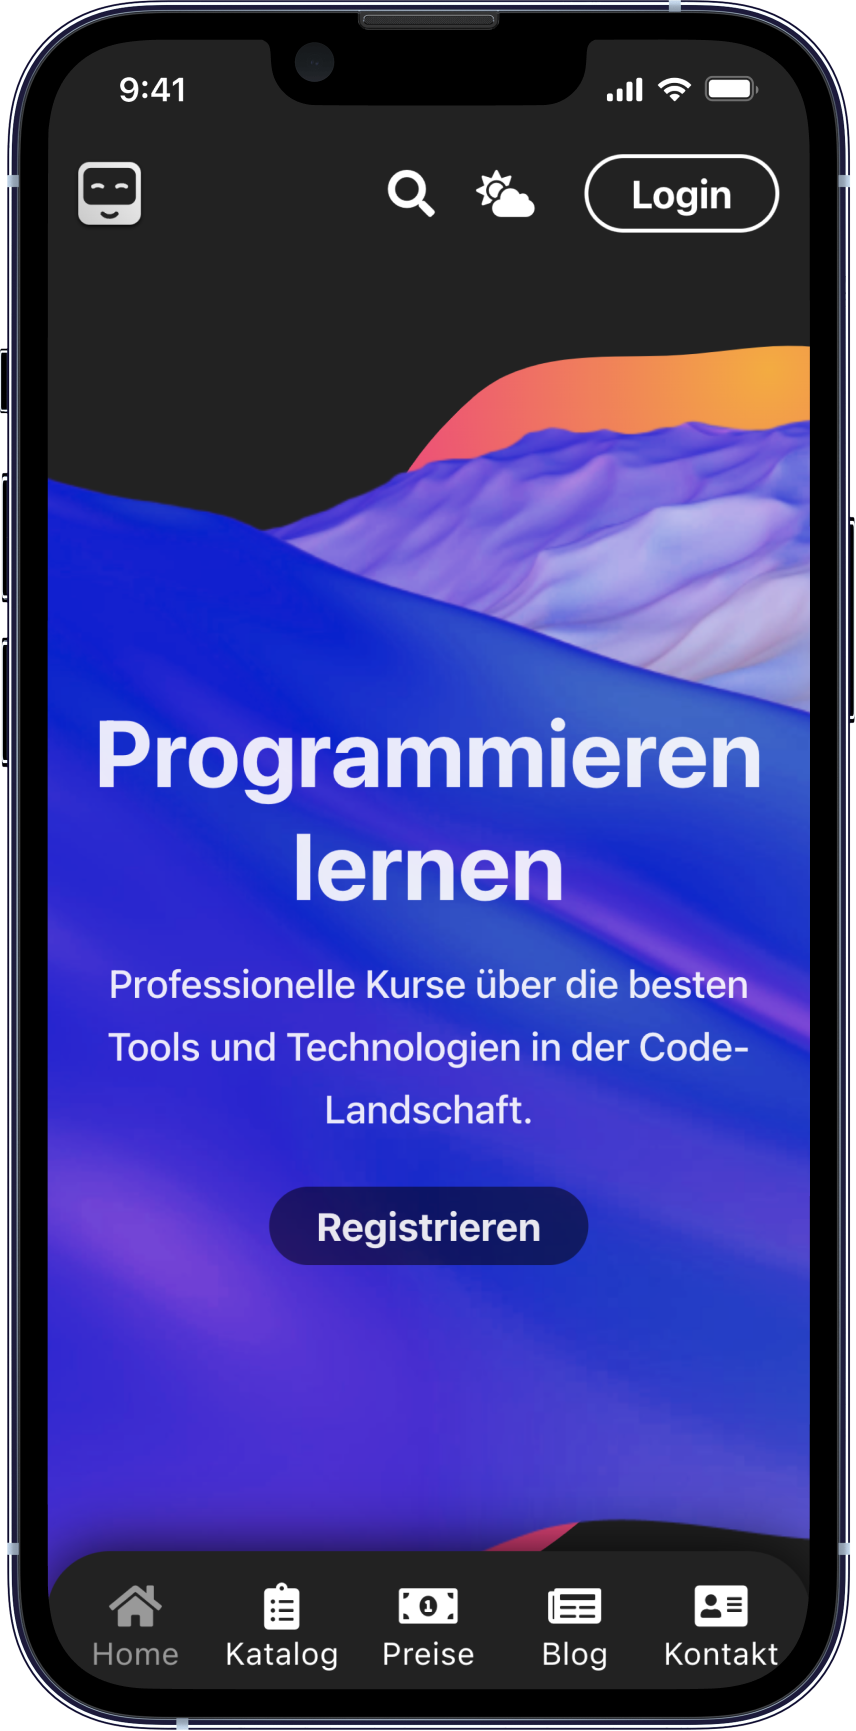 9:41
Login
Programmieren
lernen
Professionelle Kurse über die besten
Tools und Technologien in der Code-
Landschaft.
Registrieren
1
Home Katalog Preise Blog Kontakt